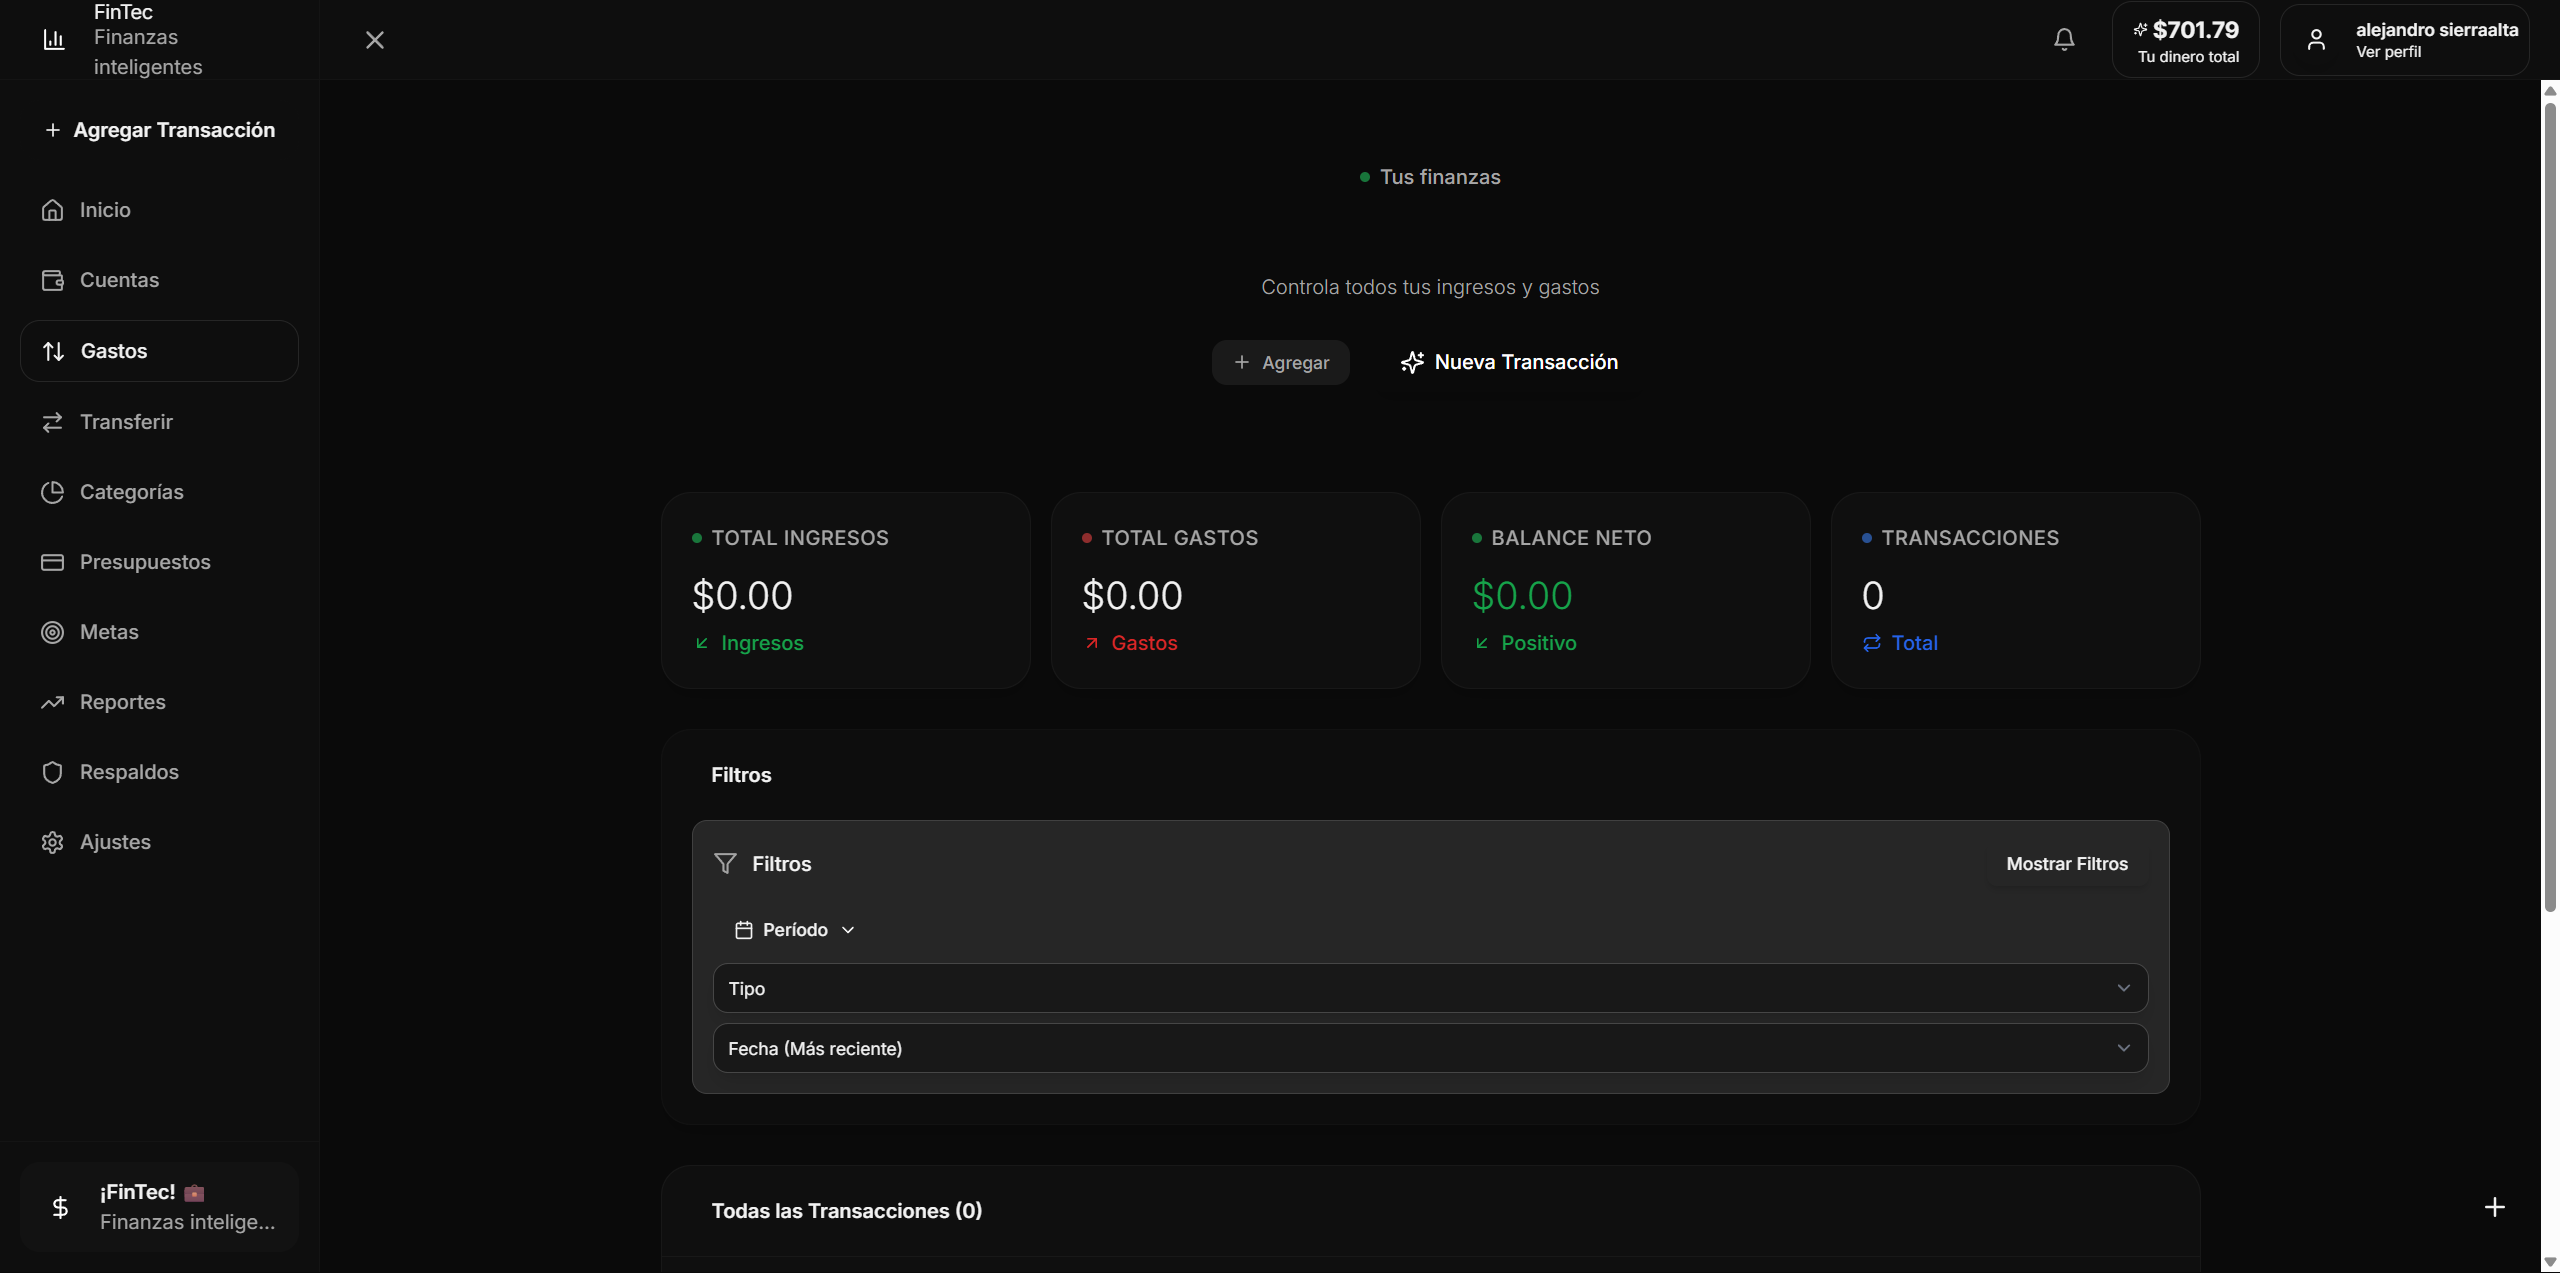 FinTec
Finanzas
inteligentes
$701.79
Tu dinero total
alejandro sierraalta
Ver perfil
Agregar Transacción
Inicio
Cuentas
Gastos
Transferir
Categorías
Presupuestos
Metas
Reportes
Respaldos
Ajustes
¡FinTec! 💼
Finanzas intelige...
Tus finanzas
Controla todos tus ingresos y gastos
Agregar
Nueva Transacción
TOTAL INGRESOS
$0.00
Ingresos
TOTAL GASTOS
$0.00
Gastos
BALANCE NETO
$0.00
Positivo
TRANSACCIONES
0
Total
Filtros
Filtros
Mostrar Filtros
Período
Tipo
Fecha (Más reciente)
Todas las Transacciones (0)